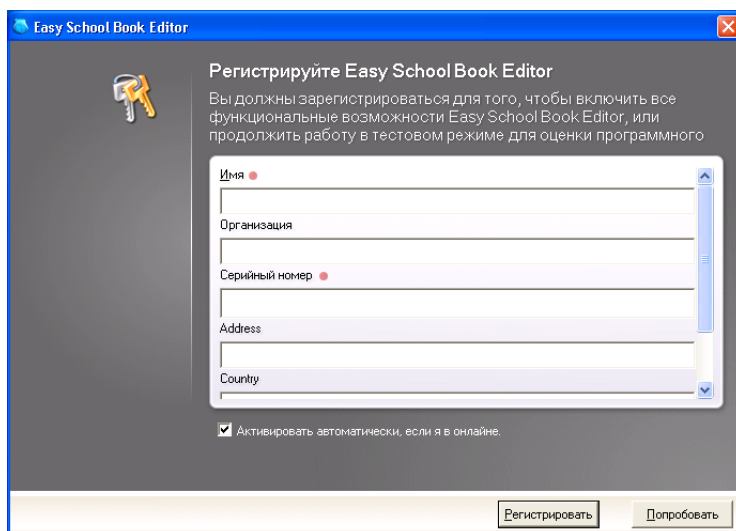 Easy School Book Editor
Регистрируйте Easy School Book Editor
Вы должны зарегистрироваться для того, чтобы включить все
функциональные возможности Easy School Book Editor, или
продолжить работу в тестовом режиме для оценки программного
Имя
Организация
Серийный номер
Address
Country
Активировать автоматически, если я в онлайне.
Регистрировать
Попробовать